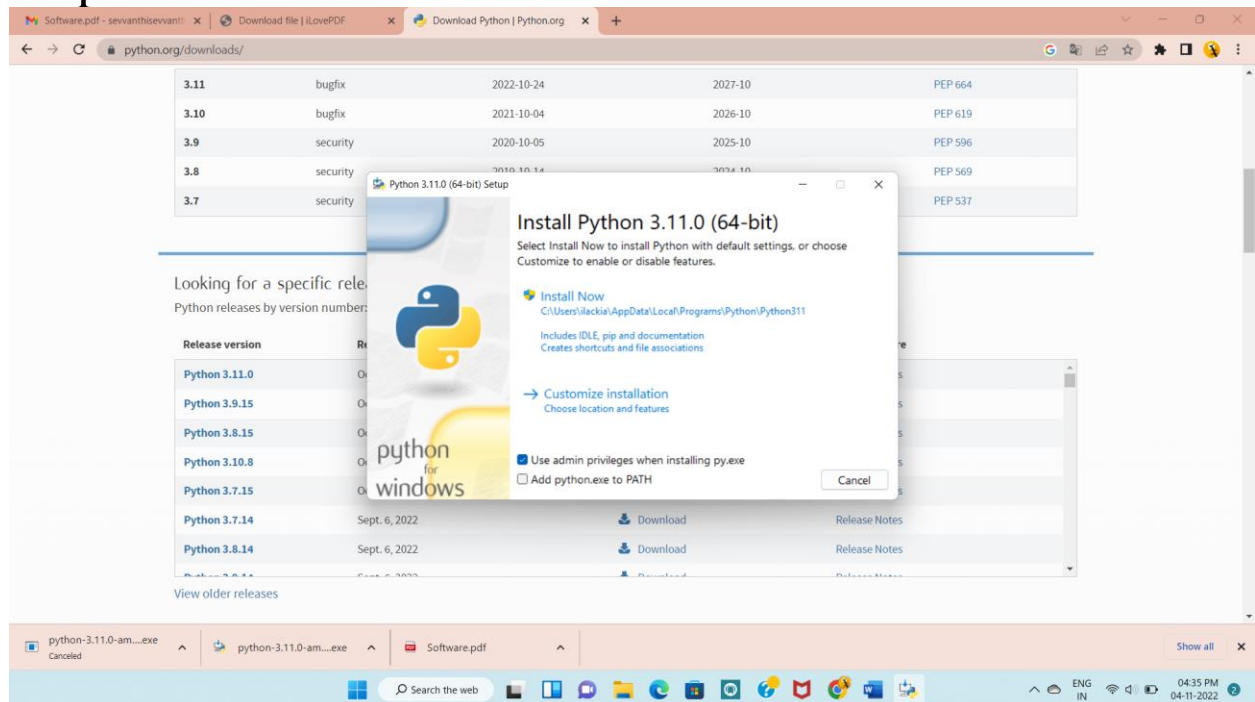 Software.pdf - sevvanthisevvanth
Download file | iLovePDF
Download Python | Python.org
python.org/downloads/
3.11 bugfix 2022-10-24 2027-10 PEP 664
3.10 bugfix 2021-10-04 2026-10 PEP 619
3.9 security 2020-10-05 2025-10 PEP 596
3.8 security 2019-10-14 2024-10 PEP 569
3.7 security PEP 537
Python 3.11.0 (64-bit) Setup
Install Python 3.11.0 (64-bit)
Select Install Now to install Python with default settings, or choose
Customize to enable or disable features.
Install Now
C:\Users\ilackia\AppData\Local\Programs\Python\Python311
Includes IDLE, pip and documentation
Creates shortcuts and file associations
Customize installation
Choose location and features
Use admin privileges when installing py.exe
Add python.exe to PATH
Cancel
python
for
windows
Looking for a specific rele
Python releases by version number:
Release version
Python 3.11.0
Python 3.9.15
Python 3.8.15
Python 3.10.8
Python 3.7.15
Python 3.7.14 Sept. 6, 2022 Download Release Notes
Python 3.8.14 Sept. 6, 2022 Download Release Notes
View older releases
python-3.11.0-am....exe
Canceled
python-3.11.0-am....exe
Software.pdf
Show all
Search the web
ENG
IN
04:35 PM
04-11-2022
2